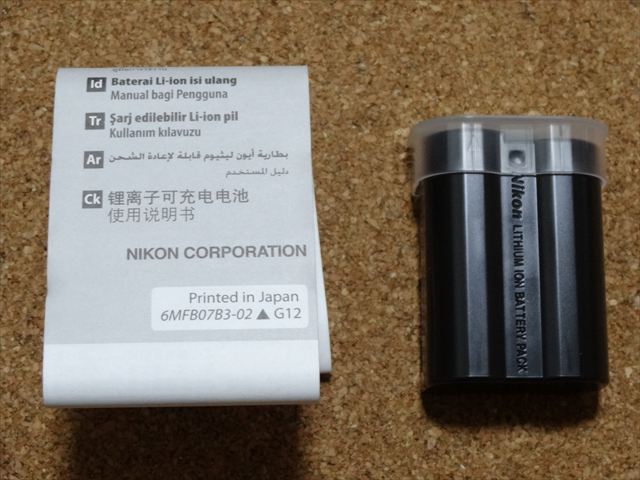 Id Baterai Li-ion isi ulang
Manual bagi Pengguna
Tr Şarj edilebilir Li-ion pil
Kullanım kılavuzu
Ar بطارية أيون ليثيوم قابلة لإعادة الشحن
دليل المستخدم
Ck 锂离子可充电电池
使用说明书
NIKON CORPORATION
Printed in Japan
6MFB07B3-02 ▲ G12
Nikon LITHIUM ION BATTERY PACK